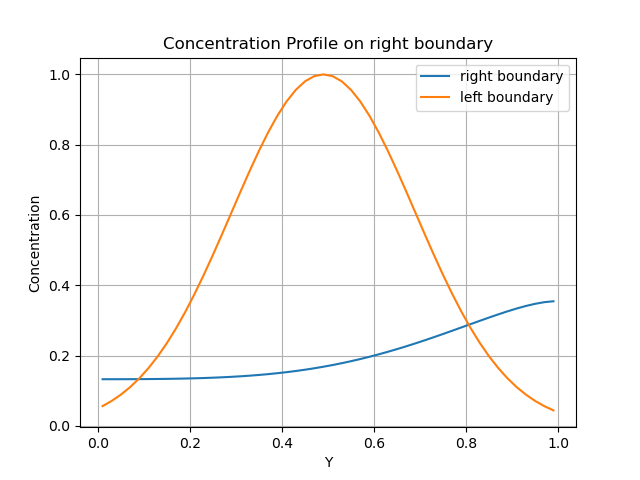 Concentration Profile on right boundary
right boundary
left boundary
Concentration
1.0
0.8
0.6
0.4
0.2
0.0
0.0 0.2 0.4 0.6 0.8 1.0
Y